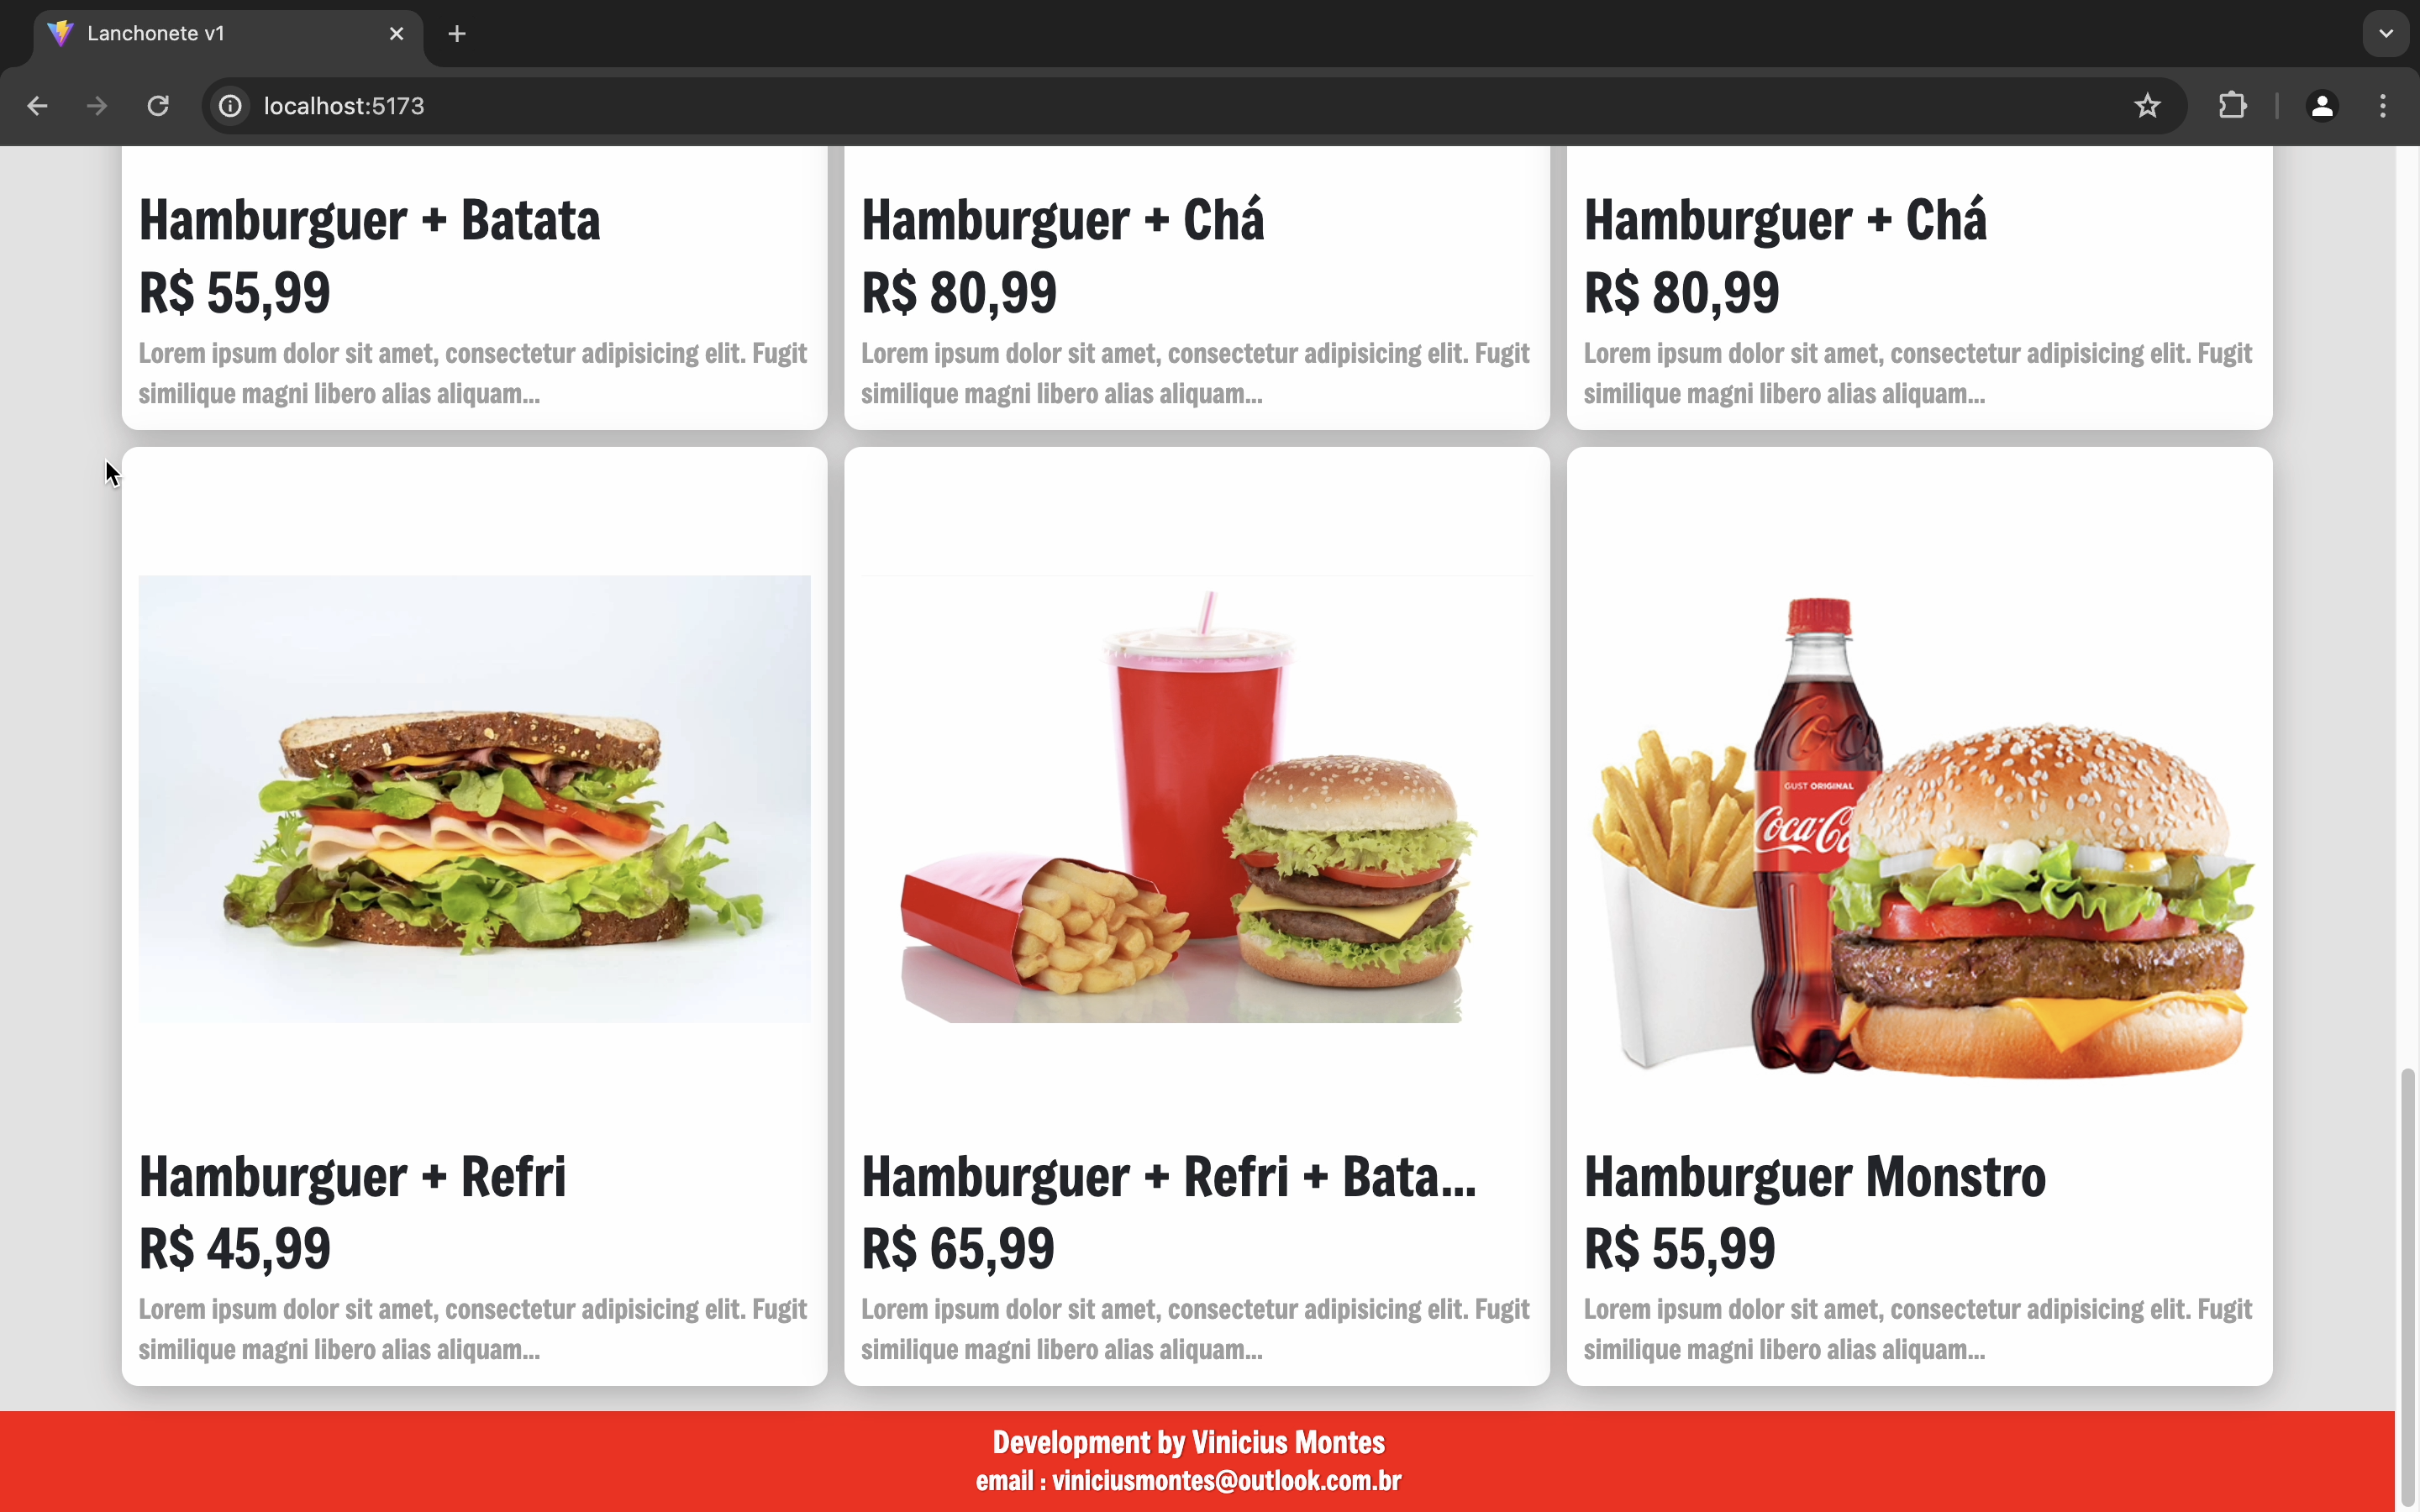 Lanchonete v1
localhost:5173
Hamburguer + Batata
R$ 55,99
Lorem ipsum dolor sit amet, consectetur adipisicing elit. Fugit
similique magni libero alias aliquam...
Hamburguer + Chá
R$ 80,99
Lorem ipsum dolor sit amet, consectetur adipisicing elit. Fugit
similique magni libero alias aliquam...
Hamburguer + Chá
R$ 80,99
Lorem ipsum dolor sit amet, consectetur adipisicing elit. Fugit
similique magni libero alias aliquam...
GUST ORIGINAL
Hamburguer + Refri
R$ 45,99
Lorem ipsum dolor sit amet, consectetur adipisicing elit. Fugit
similique magni libero alias aliquam...
Hamburguer + Refri + Bata...
R$ 65,99
Lorem ipsum dolor sit amet, consectetur adipisicing elit. Fugit
similique magni libero alias aliquam...
Hamburguer Monstro
R$ 55,99
Lorem ipsum dolor sit amet, consectetur adipisicing elit. Fugit
similique magni libero alias aliquam...
Development by Vinicius Montes
email : viniciusmontes@outlook.com.br